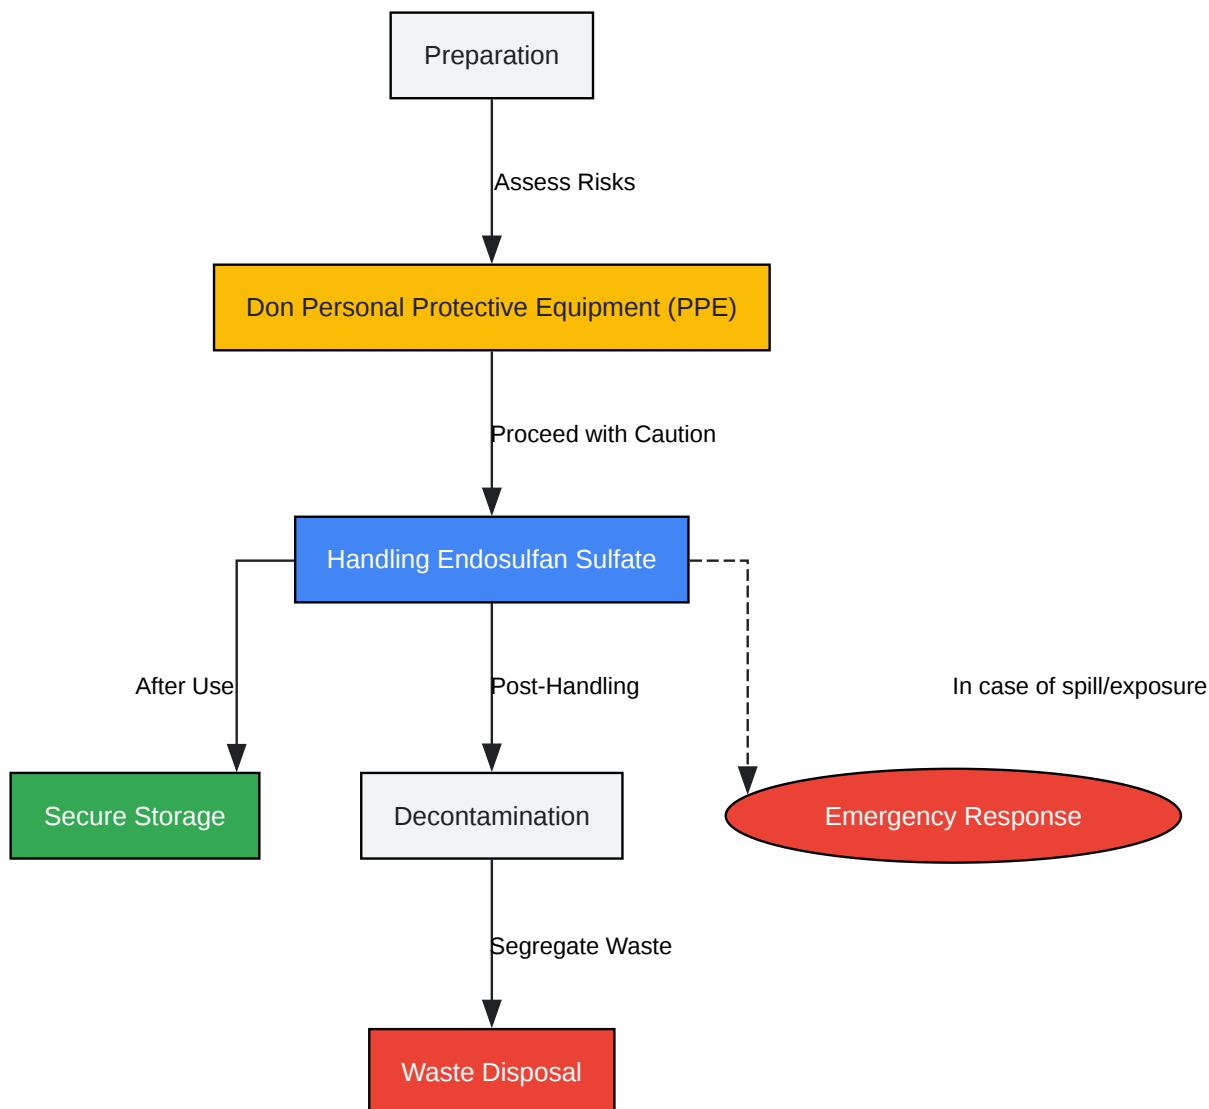 Preparation
Assess Risks
Don Personal Protective Equipment (PPE)
Proceed with Caution
Handling Endosulfan Sulfate
After Use
Post-Handling
In case of spill/exposure
Secure Storage
Decontamination
Emergency Response
Segregate Waste
Waste Disposal